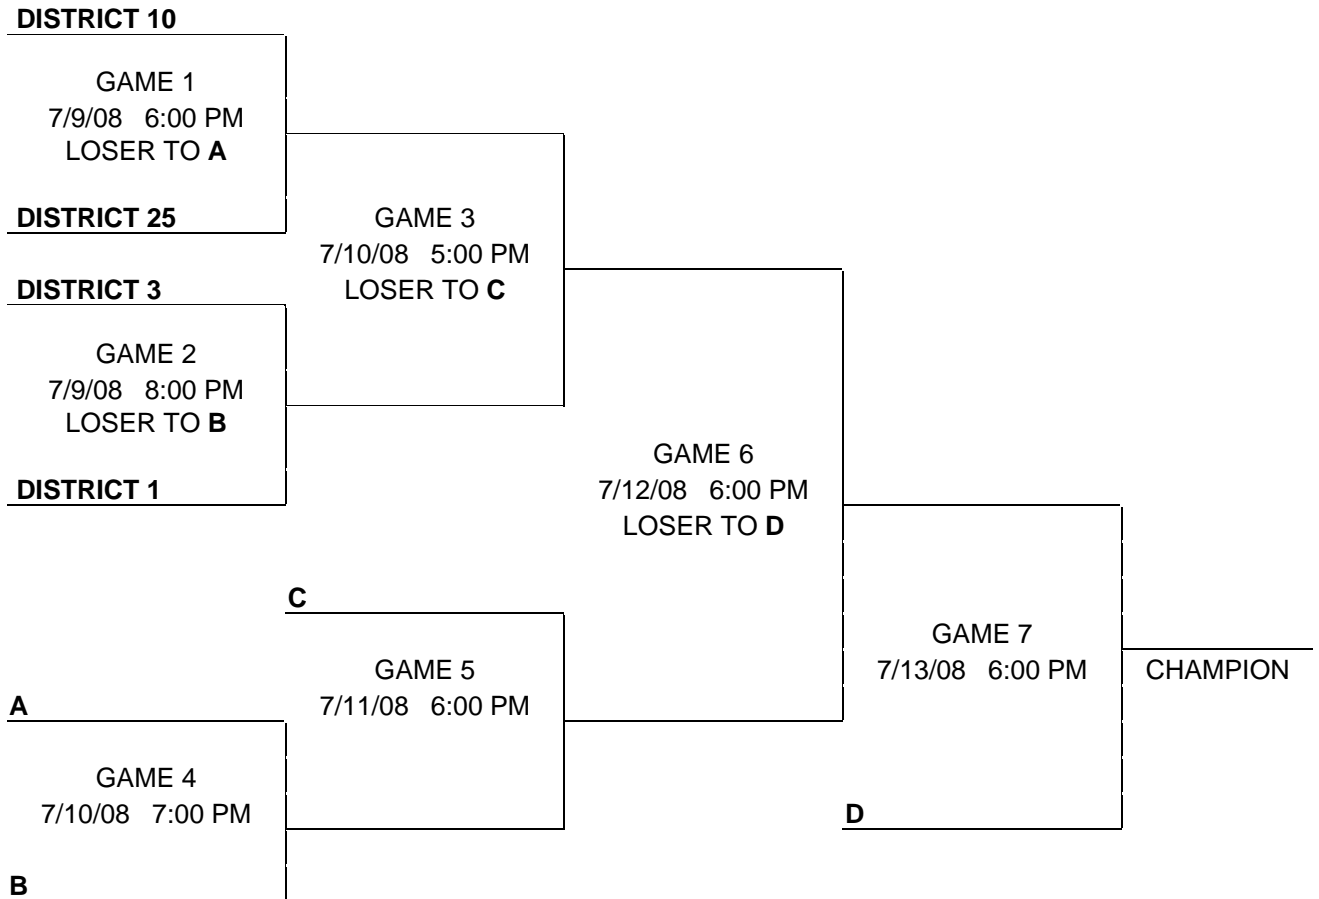 DISTRICT 10
GAME 1
7/9/08 6:00 PM
LOSER TO A
DISTRICT 25
GAME 3
7/10/08 5:00 PM
LOSER TO C
DISTRICT 3
GAME 2
7/9/08 8:00 PM
LOSER TO B
DISTRICT 1
GAME 6
7/12/08 6:00 PM
LOSER TO D
C
GAME 5
7/11/08 6:00 PM
GAME 7
7/13/08 6:00 PM
CHAMPION
A
GAME 4
7/10/08 7:00 PM
D
B